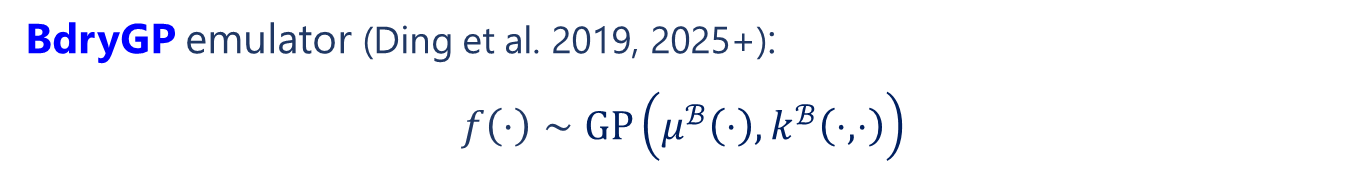 BdryGP emulator (Ding et al. 2019, 2025+):
f(·) ~ GP(μ^ℬ(·), k^ℬ(·,·))